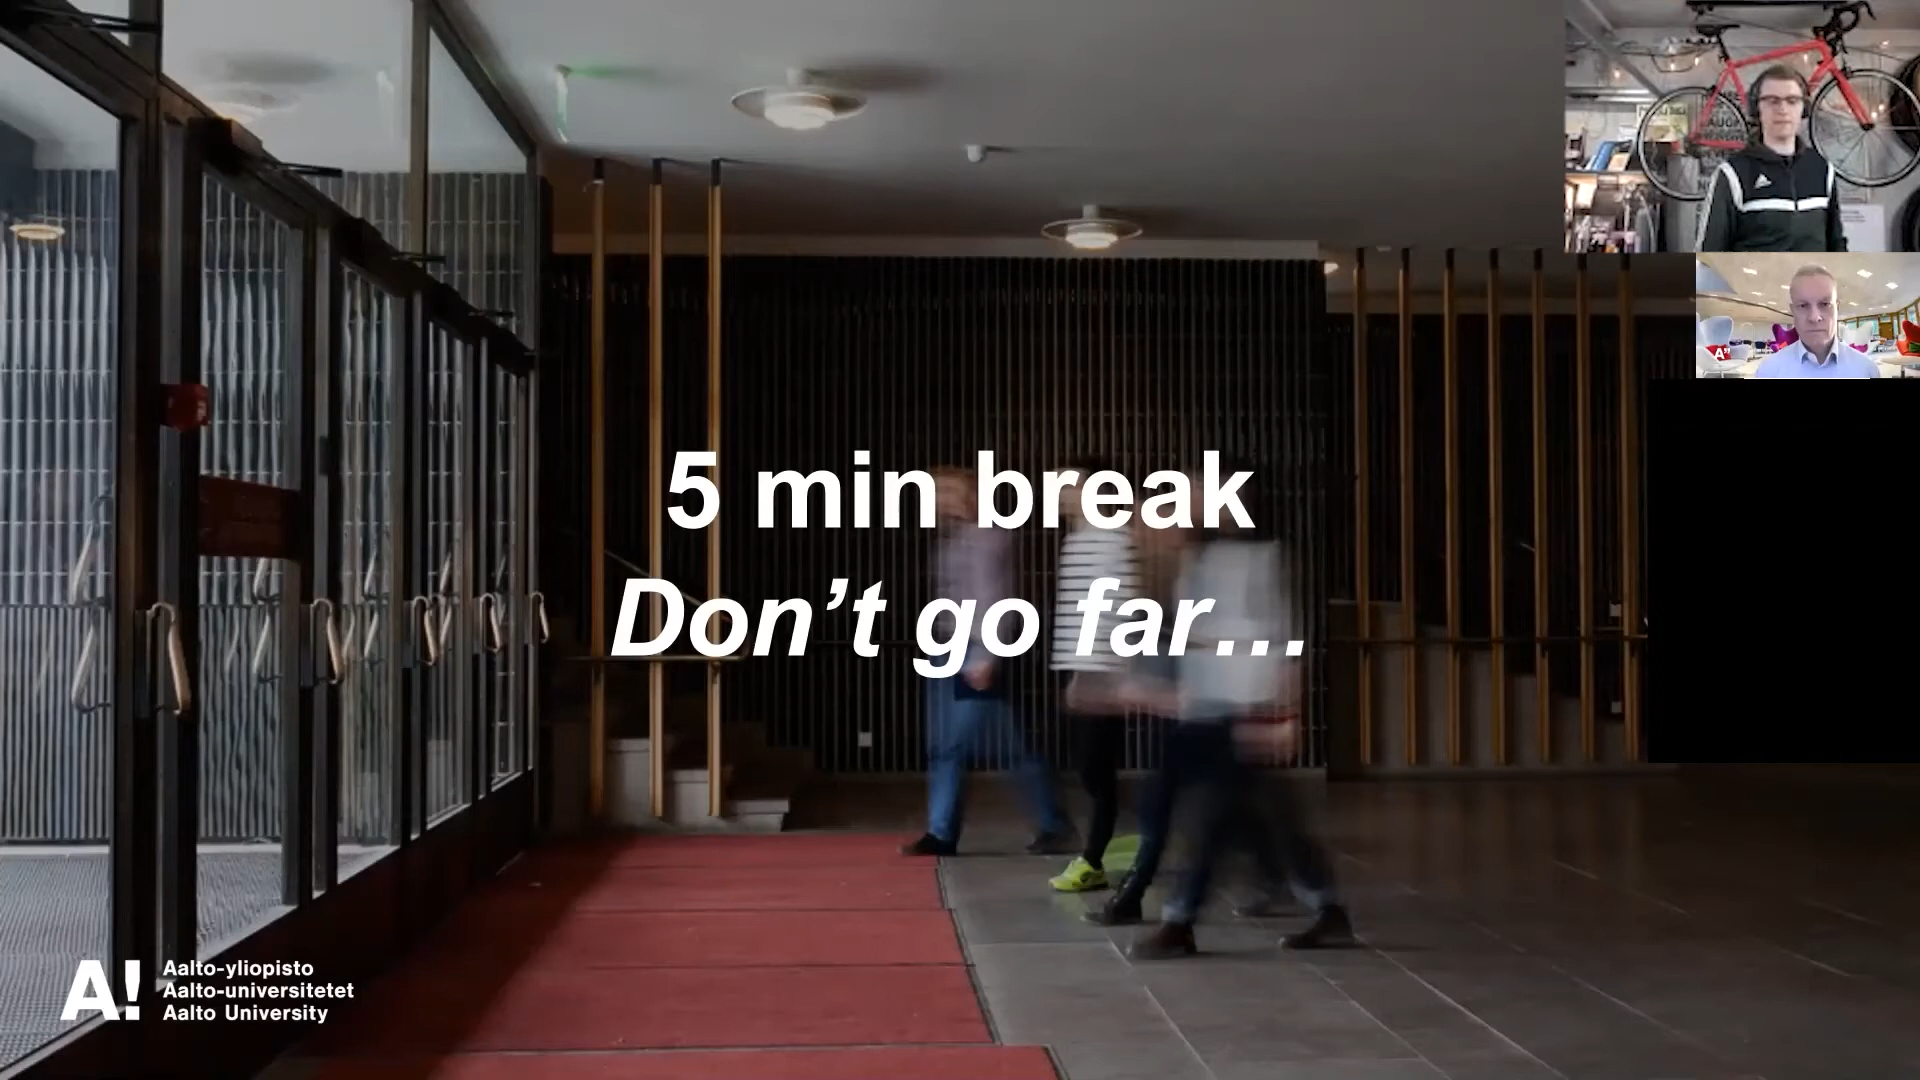 5 min break
Don’t go far…
A!
Aalto-yliopisto
Aalto-universitetet
Aalto University
A”